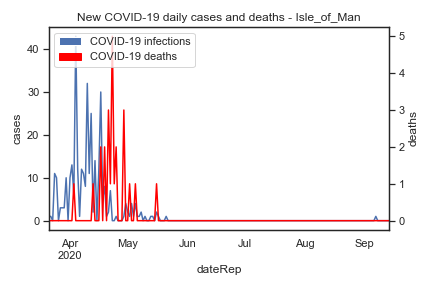 New COVID-19 daily cases and deaths - Isle_of_Man
COVID-19 infections
COVID-19 deaths
cases
40
30
20
10
0
deaths
5
4
3
2
1
0
Apr
2020
May
Jun
Jul
Aug
Sep
dateRep